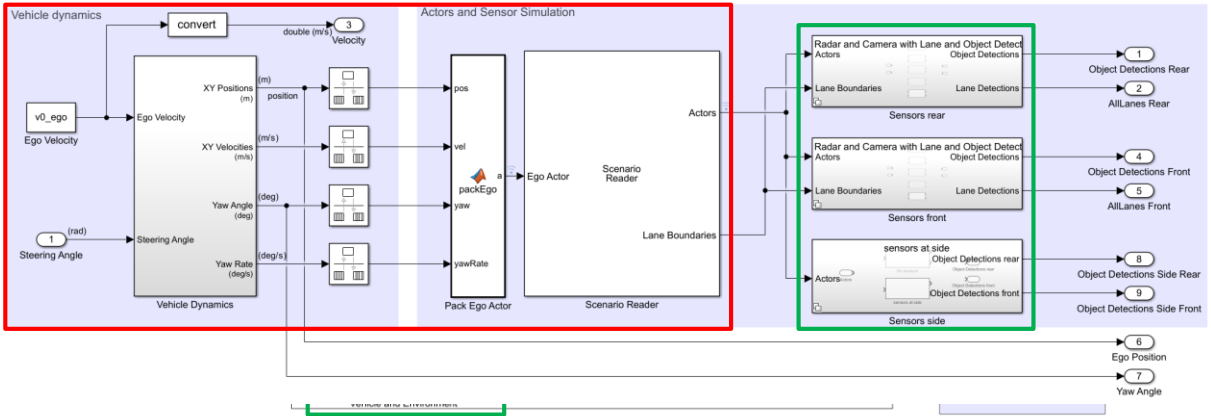 Vehicle dynamics
Actors and Sensor Simulation
convert
double (m/s)
3
Velocity
v0_ego
Ego Velocity
1
(rad)
Steering Angle
Ego Velocity
Steering Angle
XY Positions
(m)
XY Velocities
(m/s)
Yaw Angle
(deg)
Yaw Rate
(deg/s)
Vehicle Dynamics
(m)
position
(m/s)
(deg)
(deg/s)
pos
vel
yaw
yawRate
packEgo
a
Pack Ego Actor
Ego Actor
Scenario
Reader
Actors
Lane Boundaries
Scenario Reader
Radar and Camera with Lane and Object Detect
Actors
Object Detections
Lane Boundaries
Lane Detections
Sensors rear
Radar and Camera with Lane and Object Detect
Actors
Object Detections
Lane Boundaries
Lane Detections
Sensors front
sensors at side
Object Detections rear
Actors
Object Detections front
Sensors side
1
Object Detections Rear
2
AllLanes Rear
4
Object Detections Front
5
AllLanes Front
8
Object Detections Side Rear
9
Object Detections Side Front
6
Ego Position
7
Yaw Angle
Vehicle and Environment